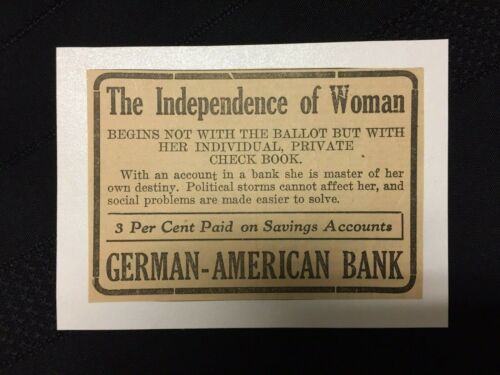 The Independence of Woman
BEGINS NOT WITH THE BALLOT BUT WITH
HER INDIVIDUAL, PRIVATE
CHECK BOOK.
With an account in a bank she is master of her
own destiny. Political storms cannot affect her, and
social problems are made easier to solve.
3 Per Cent Paid on Savings Accounts
GERMAN-AMERICAN BANK